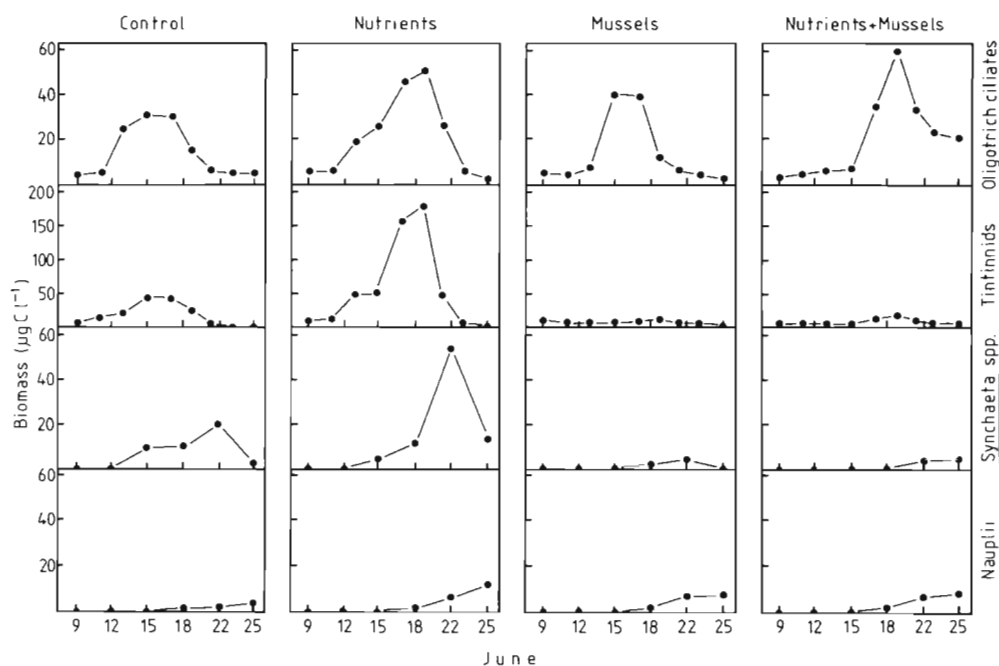 Control Nutrients Mussels Nutrients+Mussels
60
40
20
Oligotrich ciliates
200
150
100
50
Tintinnids
60
40
20
Synchaeta spp.
60
40
20
Nauplii
Biomass (µg C l⁻¹)
9 12 15 18 22 25 9 12 15 18 22 25 9 12 15 18 22 25 9 12 15 18 22 25
June